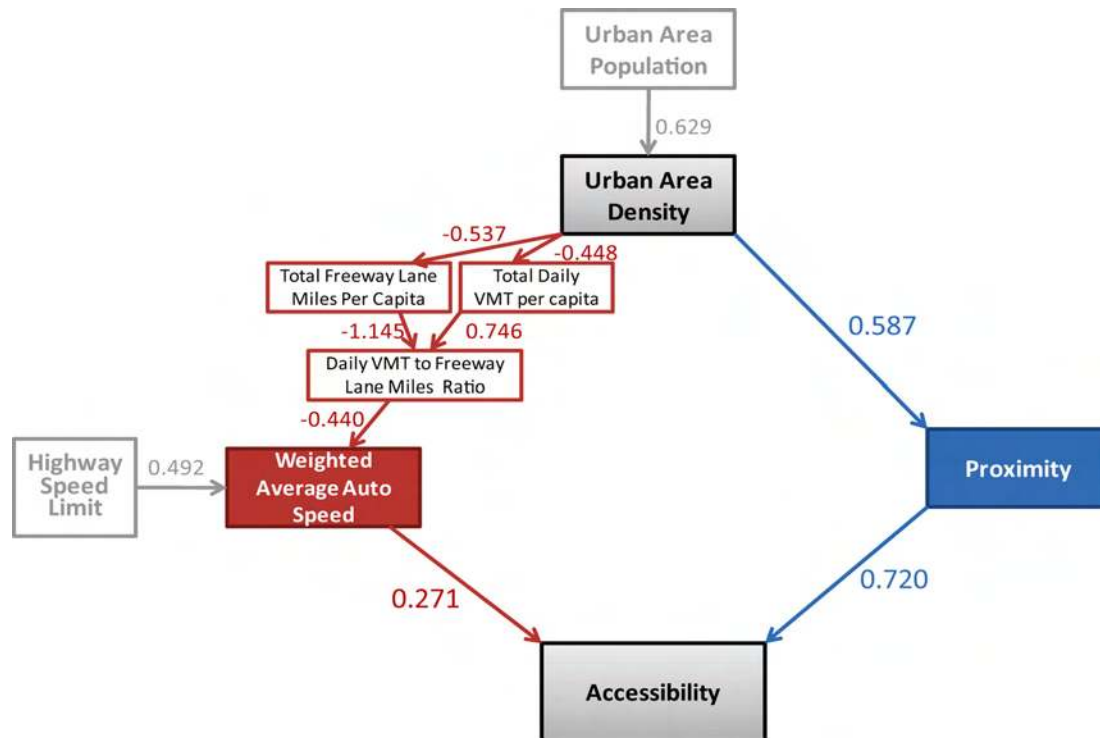 Urban Area
Population
0.629
Urban Area
Density
-0.537
-0.448
Total Freeway Lane
Miles Per Capita
Total Daily
VMT per capita
-1.145
0.746
Daily VMT to Freeway
Lane Miles Ratio
0.587
-0.440
Highway
Speed
Limit
0.492
Weighted
Average Auto
Speed
Proximity
0.271
0.720
Accessibility